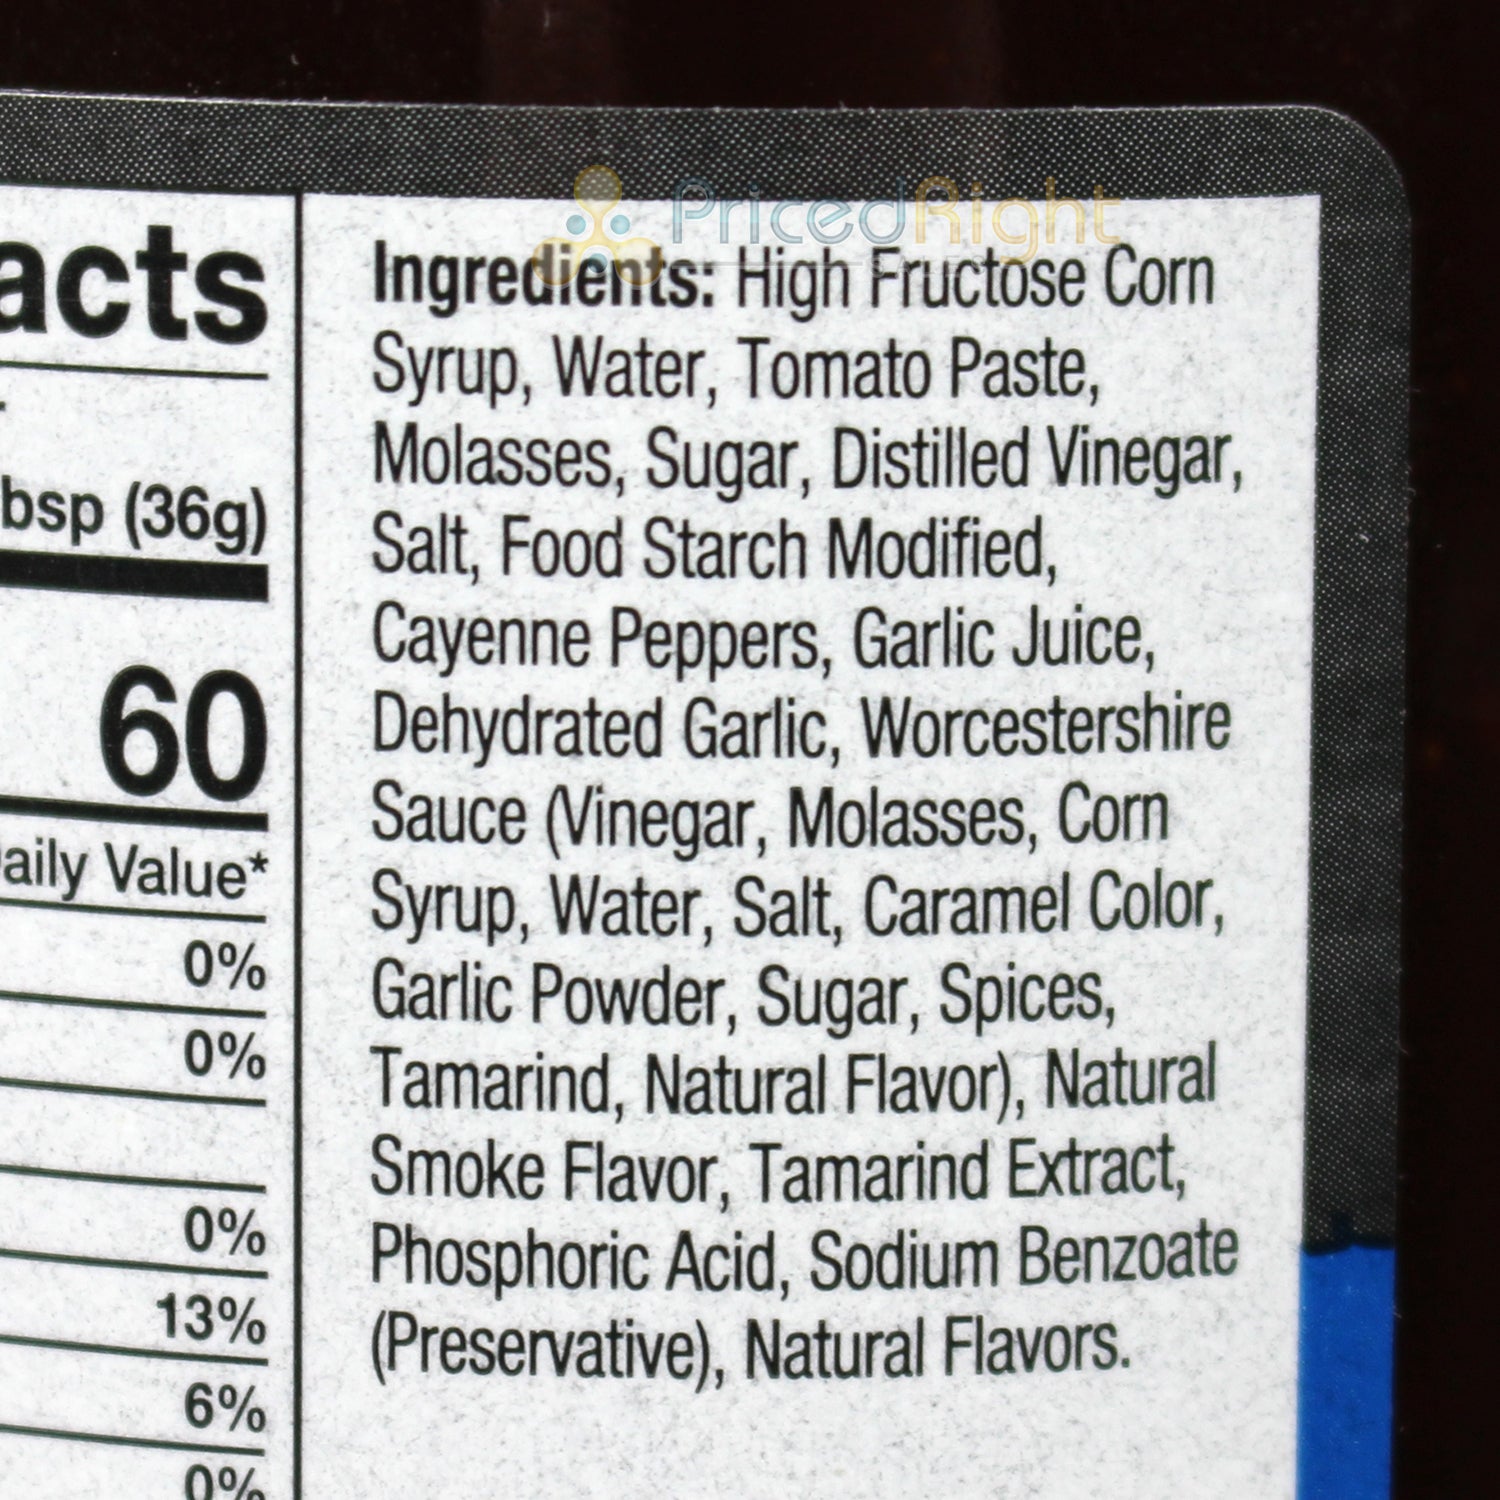 PricedRight
SALES
acts
bsp (36g)
60
aily Value*
0%
0%
0%
13%
6%
0%
Ingredients: High Fructose Corn
Syrup, Water, Tomato Paste,
Molasses, Sugar, Distilled Vinegar,
Salt, Food Starch Modified,
Cayenne Peppers, Garlic Juice,
Dehydrated Garlic, Worcestershire
Sauce (Vinegar, Molasses, Corn
Syrup, Water, Salt, Caramel Color,
Garlic Powder, Sugar, Spices,
Tamarind, Natural Flavor), Natural
Smoke Flavor, Tamarind Extract,
Phosphoric Acid, Sodium Benzoate
(Preservative), Natural Flavors.